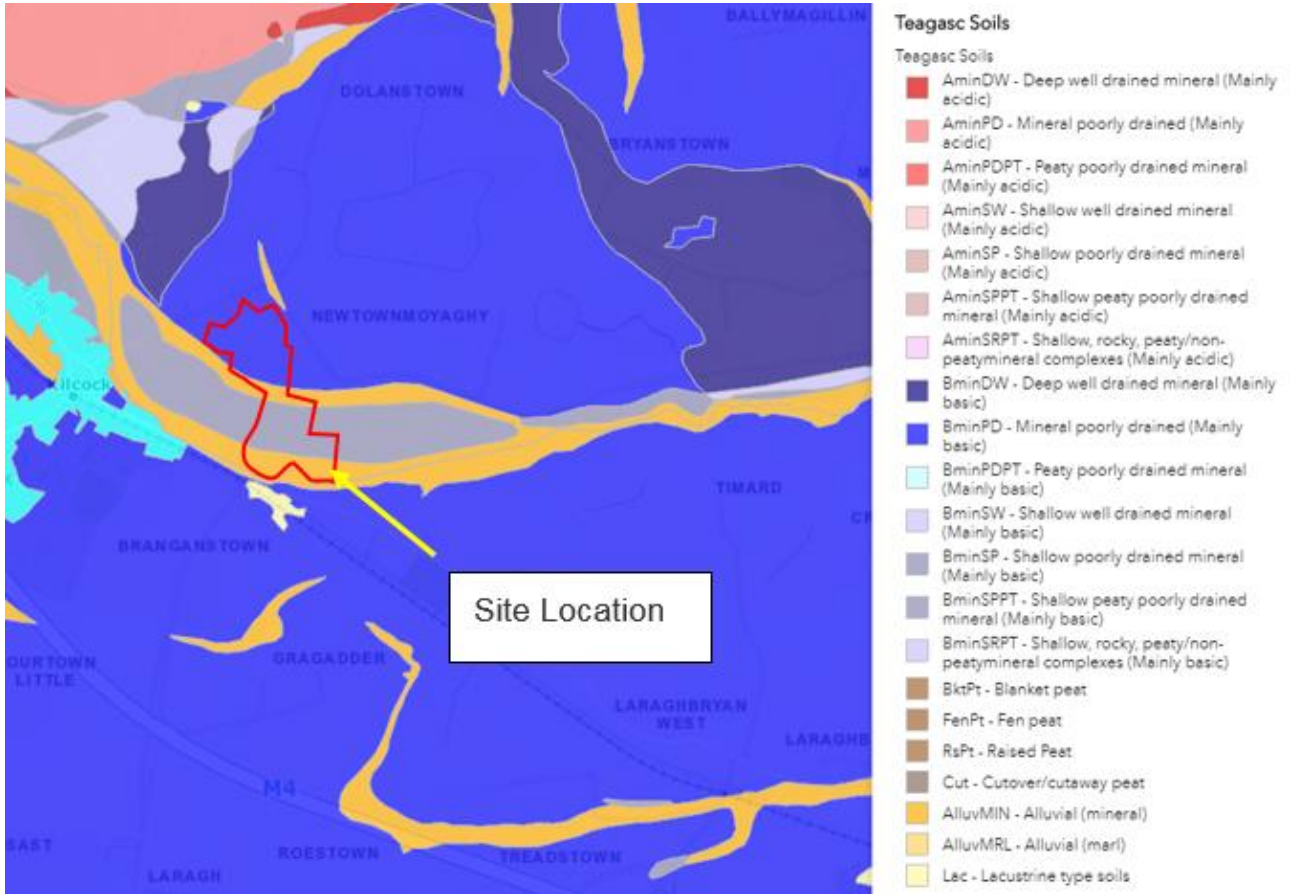 BALLYMAGILLIN
DOLANSTOWN
BRYANSTOWN
M
NEWTOWNMOYAGHY
Kilcock
TIMARD
BRANGANSTOWN
Site Location
GRAGADDER
OURTOWN
LITTLE
LARAGHBRYAN
WEST
LARAGHB
M4
EAST
ROESTOWN
TREADSTOWN
LARAGH
Teagasc Soils
Teagasc Soils
AminDW - Deep well drained mineral (Mainly
acidic)
AminPD - Mineral poorly drained (Mainly
acidic)
AminPDPT - Peaty poorly drained mineral
(Mainly acidic)
AminSW - Shallow well drained mineral
(Mainly acidic)
AminSP - Shallow poorly drained mineral
(Mainly acidic)
AminSPPT - Shallow peaty poorly drained
mineral (Mainly acidic)
AminSRPT - Shallow, rocky, peaty/non-
peatymineral complexes (Mainly acidic)
BminDW - Deep well drained mineral (Mainly
basic)
BminPD - Mineral poorly drained (Mainly
basic)
BminPDPT - Peaty poorly drained mineral
(Mainly basic)
BminSW - Shallow well drained mineral
(Mainly basic)
BminSP - Shallow poorly drained mineral
(Mainly basic)
BminSPPT - Shallow peaty poorly drained
mineral (Mainly basic)
BminSRPT - Shallow, rocky, peaty/non-
peatymineral complexes (Mainly basic)
BktPt - Blanket peat
FenPt - Fen peat
RsPt - Raised Peat
Cut - Cutover/cutaway peat
AlluvMIN - Alluvial (mineral)
AlluvMRL - Alluvial (marl)
Lac - Lacustrine type soils